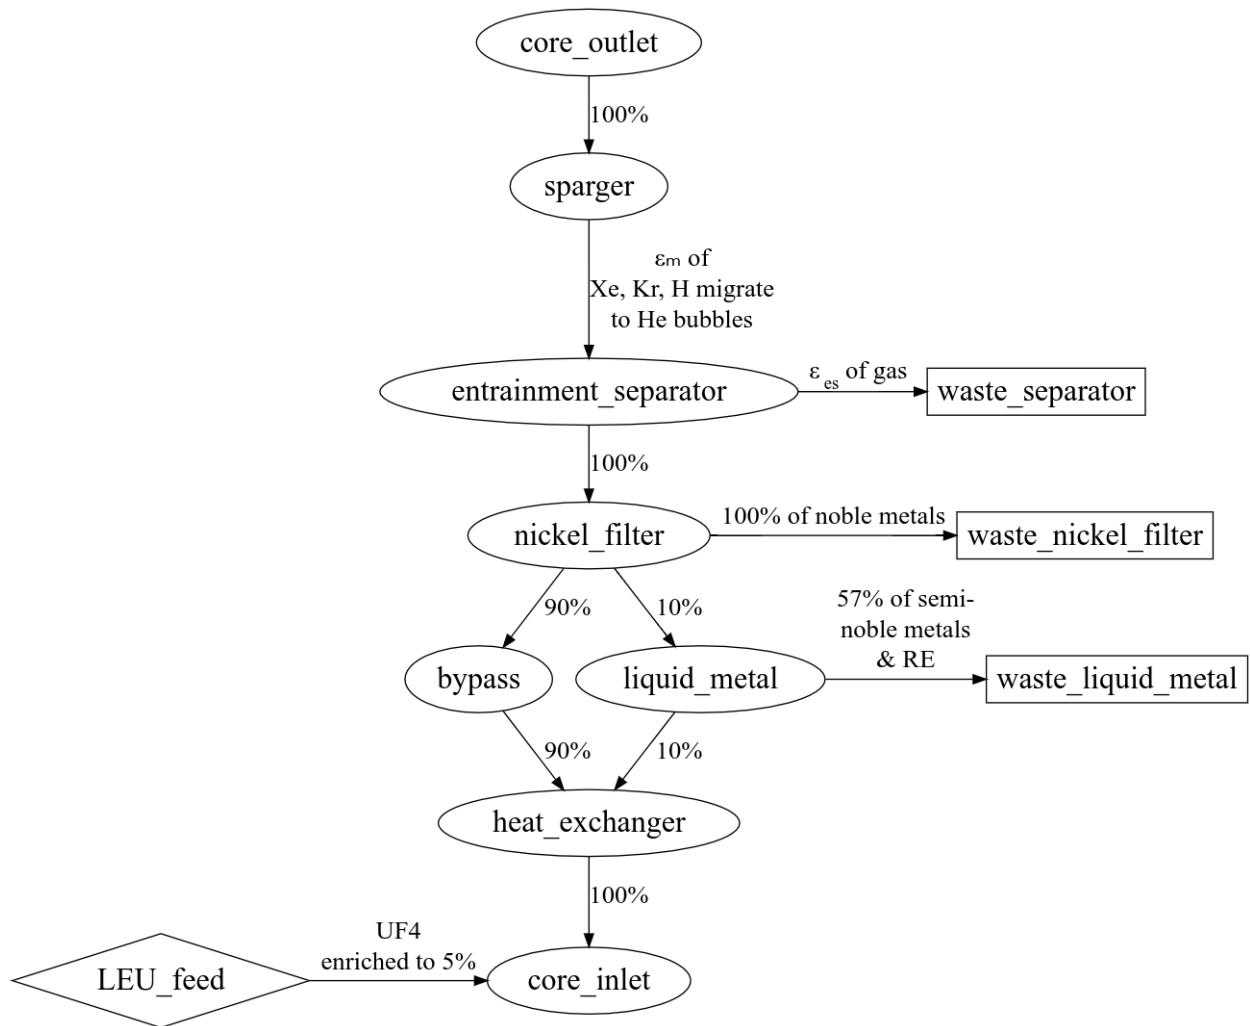 core_outlet
100%
sparger
εₘ of
Xe, Kr, H migrate
to He bubbles
entrainment_separator
ε_es of gas
waste_separator
100%
nickel_filter
100% of noble metals
waste_nickel_filter
90%
10%
57% of semi-
noble metals
& RE
bypass
liquid_metal
waste_liquid_metal
90%
10%
heat_exchanger
100%
UF4
enriched to 5%
LEU_feed
core_inlet